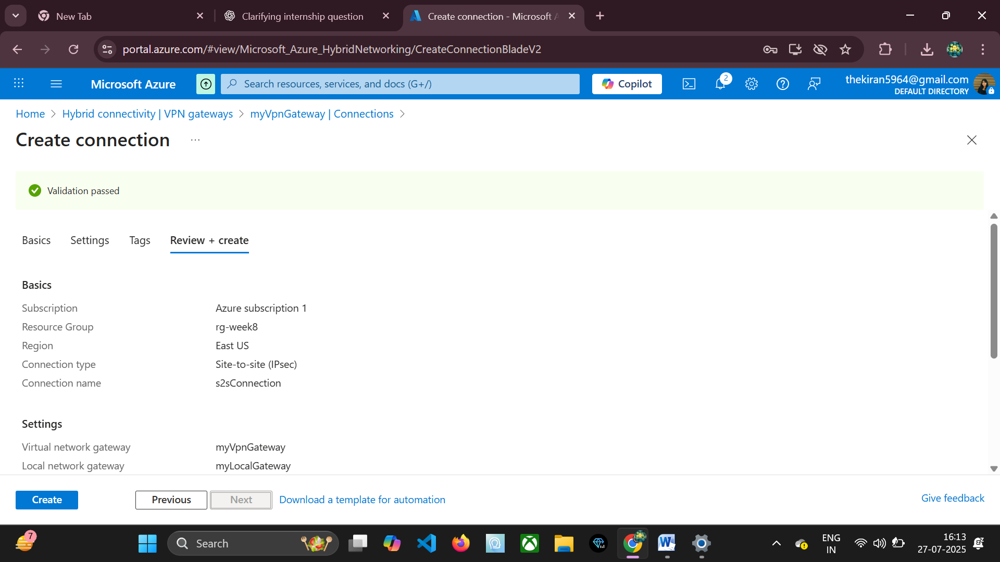 New Tab
Clarifying internship question
Create connection - Microsoft A
portal.azure.com/#view/Microsoft_Azure_HybridNetworking/CreateConnectionBladeV2
Microsoft Azure
Search resources, services, and docs (G+/)
Copilot
2
thekiran5964@gmail.com
DEFAULT DIRECTORY
Home > Hybrid connectivity | VPN gateways > myVpnGateway | Connections >
Create connection ...
Validation passed
Basics Settings Tags Review + create
Basics
Subscription Azure subscription 1
Resource Group rg-week8
Region East US
Connection type Site-to-site (IPsec)
Connection name s2sConnection
Settings
Virtual network gateway myVpnGateway
Local network gateway myLocalGateway
Create Previous Next Download a template for automation
Give feedback
7
Search
ENG
IN
16:13
27-07-2025